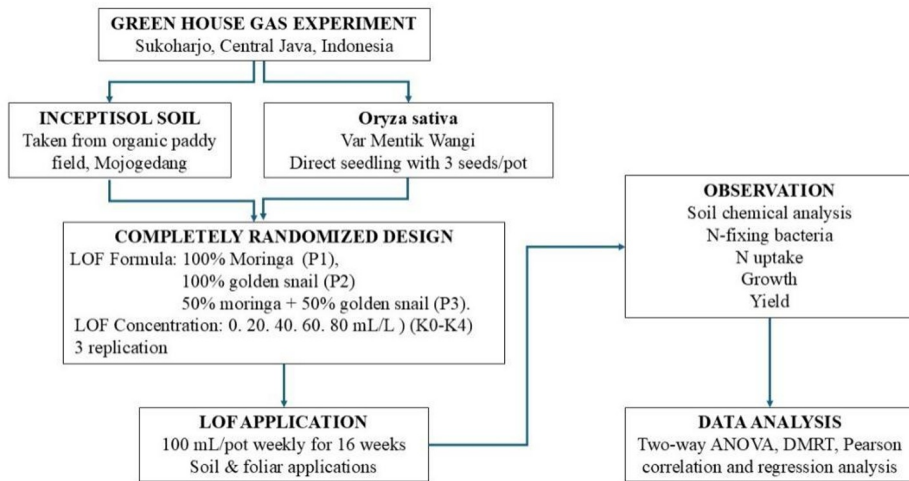 GREEN HOUSE GAS EXPERIMENT
Sukoharjo, Central Java, Indonesia
INCEPTISOL SOIL
Taken from organic paddy
field, Mojogedang
Oryza sativa
Var Mentik Wangi
Direct seedling with 3 seeds/pot
COMPLETELY RANDOMIZED DESIGN
LOF Formula: 100% Moringa (P1),
100% golden snail (P2)
50% moringa + 50% golden snail (P3).
LOF Concentration: 0. 20. 40. 60. 80 mL/L ) (K0-K4)
3 replication
LOF APPLICATION
100 mL/pot weekly for 16 weeks
Soil & foliar applications
OBSERVATION
Soil chemical analysis
N-fixing bacteria
N uptake
Growth
Yield
DATA ANALYSIS
Two-way ANOVA, DMRT, Pearson
correlation and regression analysis